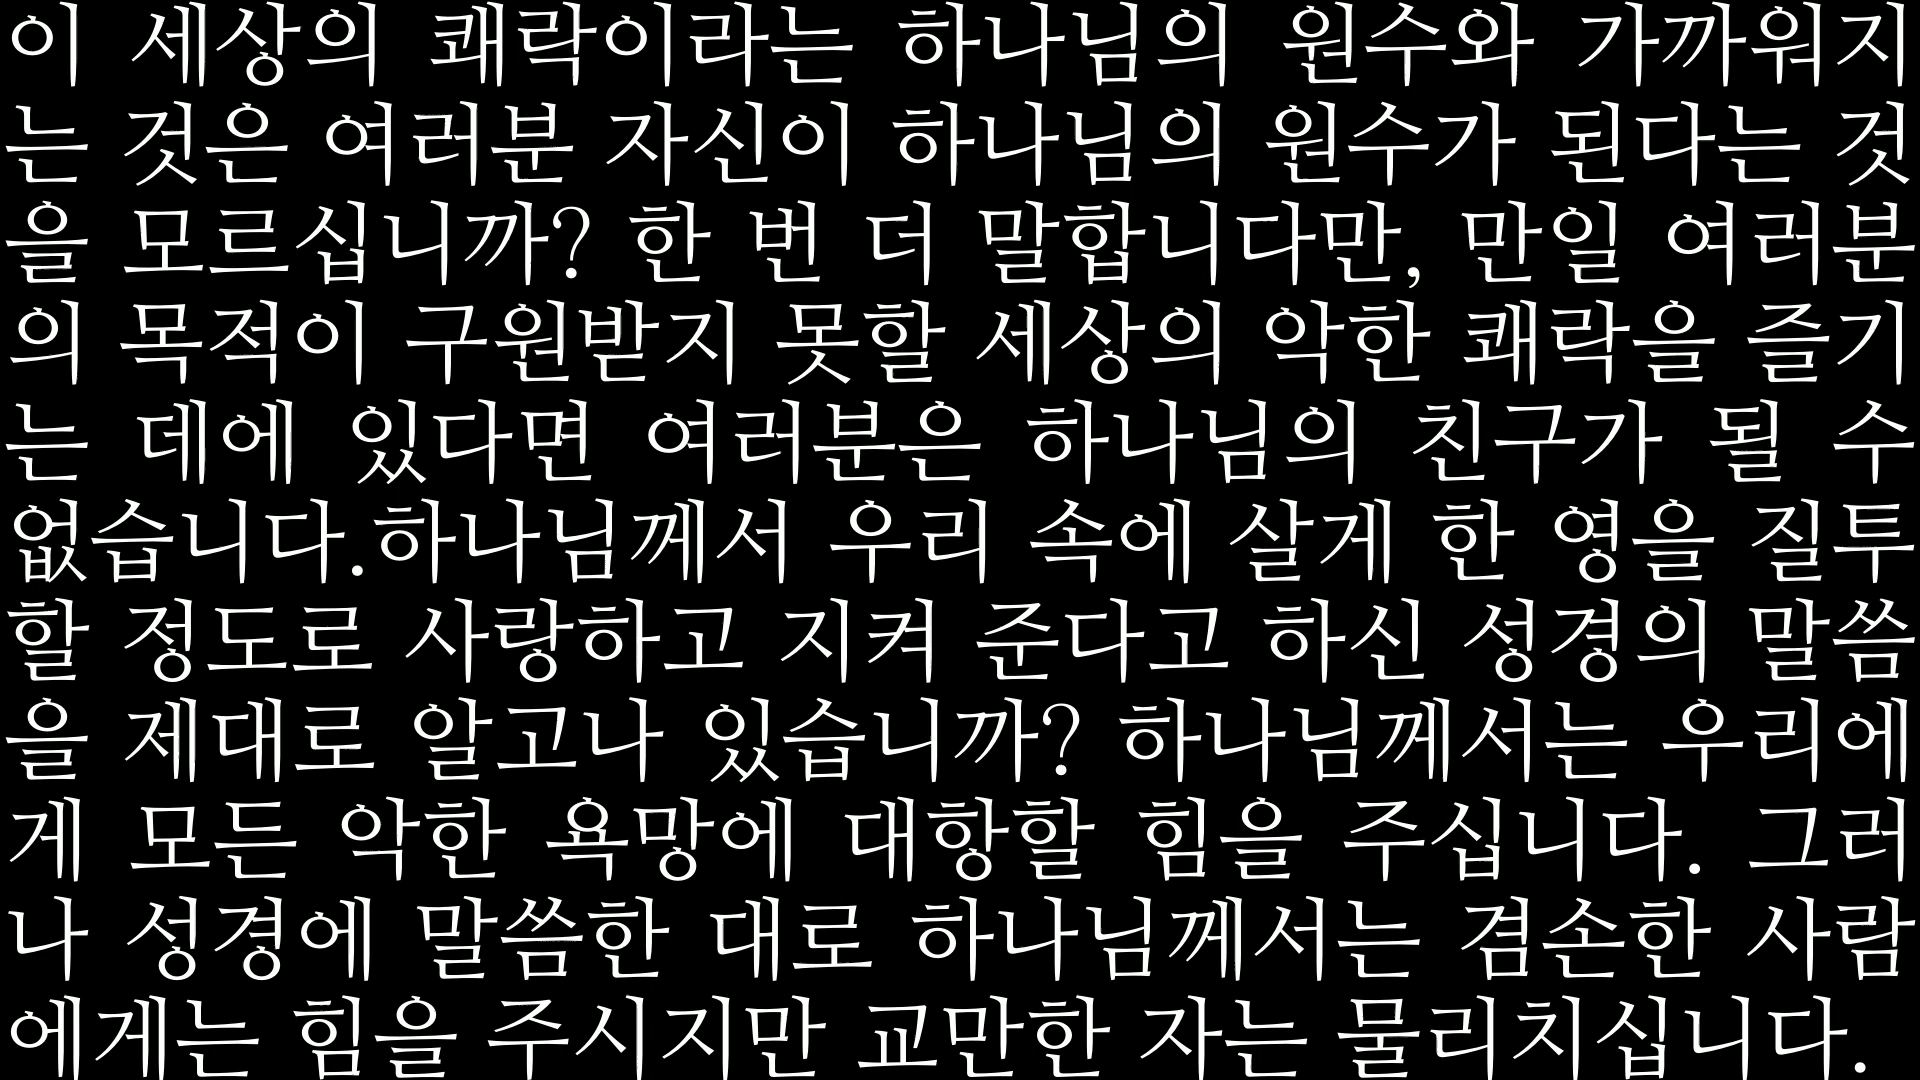 이 세상의 쾌락이라는 하나님의 원수와 가까워지
는 것은 여러분 자신이 하나님의 원수가 된다는 것
을 모르십니까? 한 번 더 말합니다만, 만일 여러분
의 목적이 구원받지 못할 세상의 악한 쾌락을 즐기
는 데에 있다면 여러분은 하나님의 친구가 될 수
없습니다.하나님께서 우리 속에 살게 한 영을 질투
할 정도로 사랑하고 지켜 준다고 하신 성경의 말씀
을 제대로 알고나 있습니까? 하나님께서는 우리에
게 모든 악한 욕망에 대항할 힘을 주십니다. 그러
나 성경에 말씀한 대로 하나님께서는 겸손한 사람
에게는 힘을 주시지만 교만한 자는 물리치십니다.